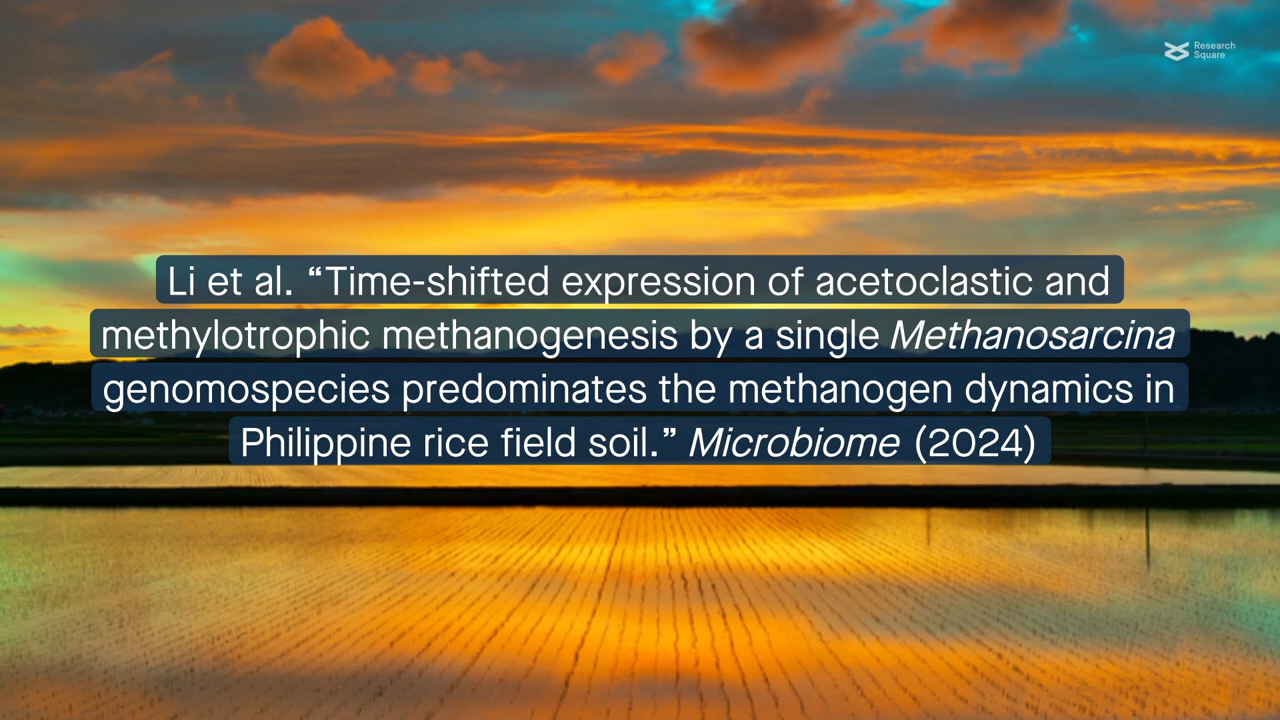 Research
Square
Li et al. “Time-shifted expression of acetoclastic and
methylotrophic methanogenesis by a single Methanosarcina
genomospecies predominates the methanogen dynamics in
Philippine rice field soil.” Microbiome (2024)